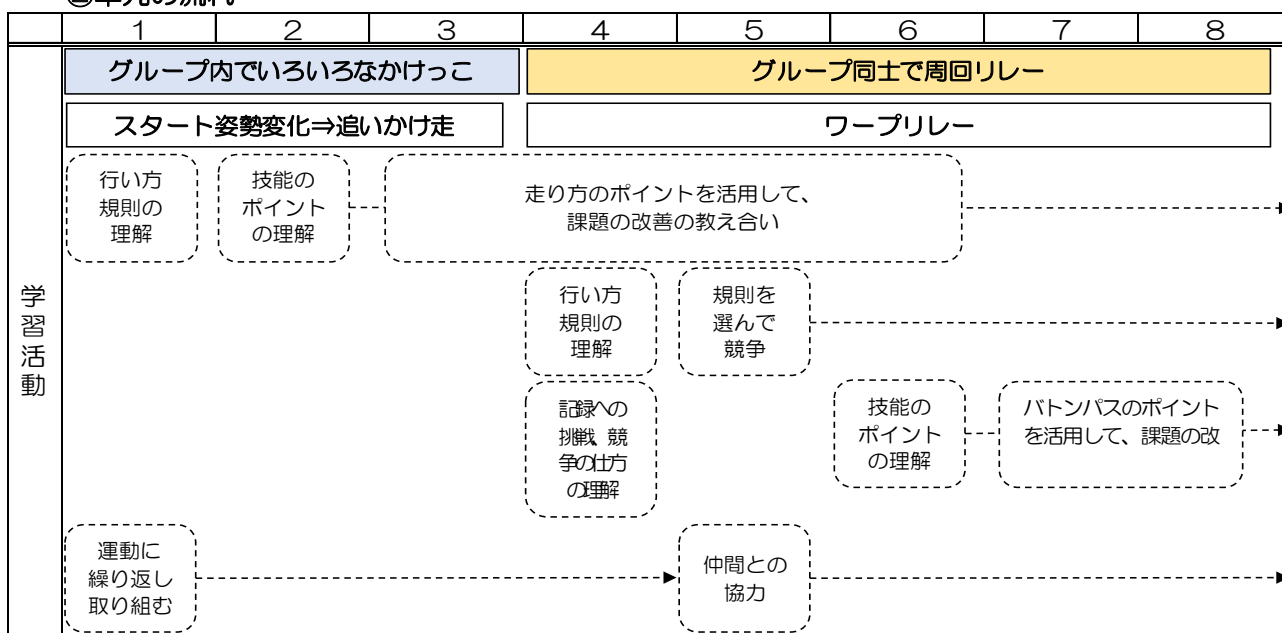 単元の流れ
1 2 3 4 5 6 7 8
グループ内でいろいろなかけっこ
グループ同士で周回リレー
スタート姿勢変化⇒追いかけ走
ワープリレー
学習活動
行い方
規則の
理解
技能の
ポイント
の理解
走り方のポイントを活用して、
課題の改善の教え合い
行い方
規則の
理解
規則を
選んで
競争
記録への
挑戦、競
争の仕方
の理解
技能の
ポイント
の理解
バトンパスのポイント
を活用して、課題の改
運動に
繰り返し
取り組む
仲間との
協力